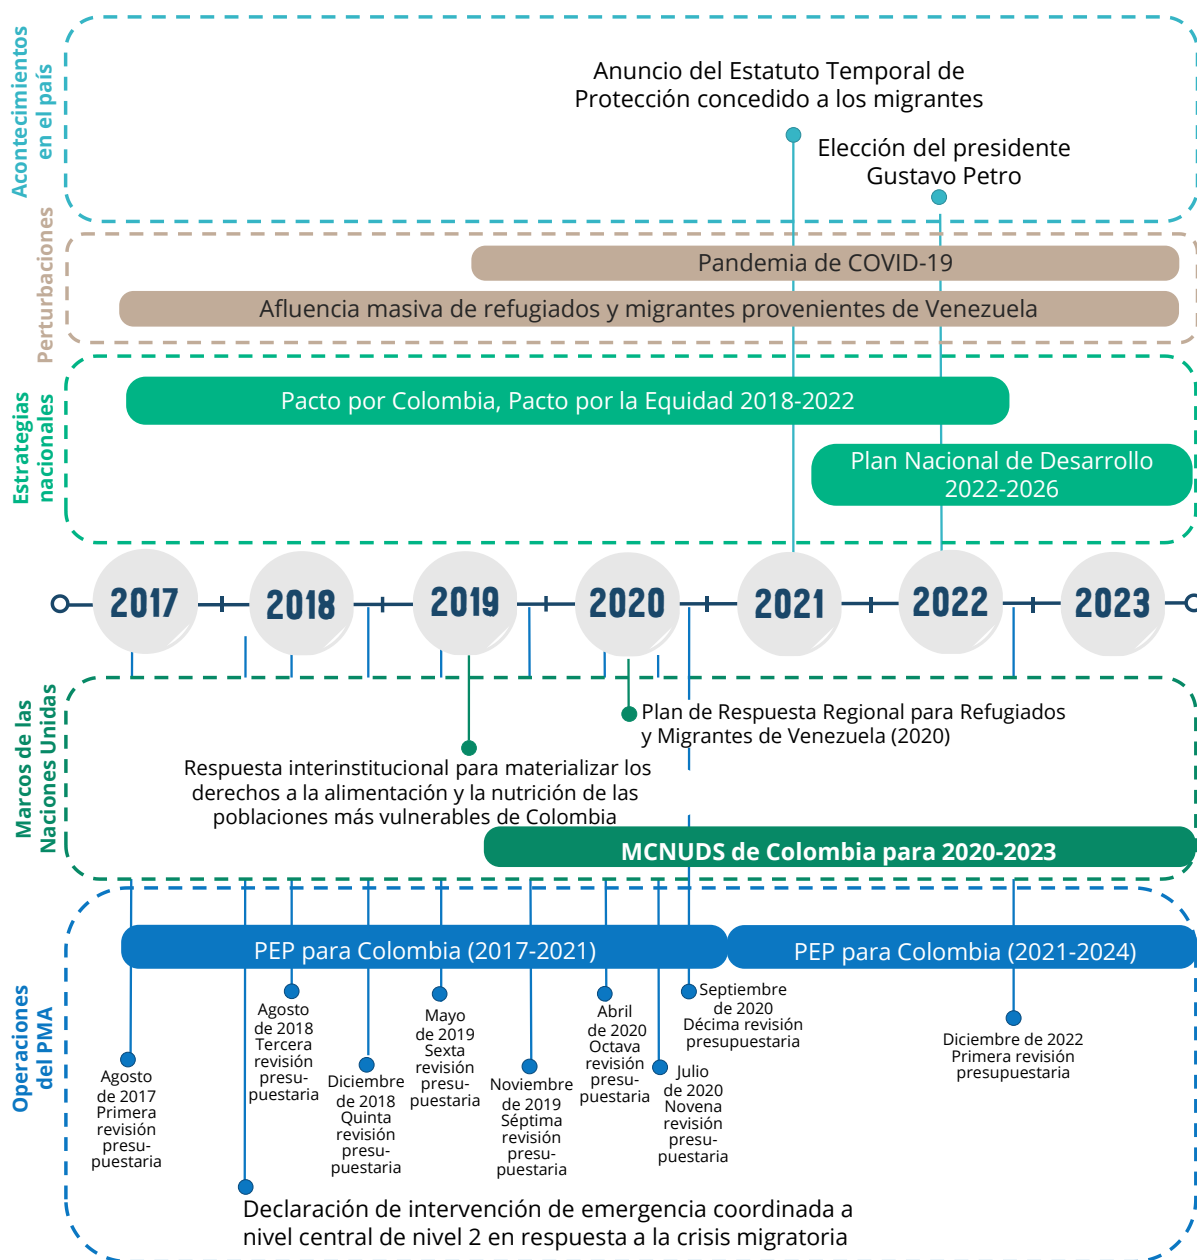 Acontecimientos
en el país
Anuncio del Estatuto Temporal de
Protección concedido a los migrantes
Elección del presidente
Gustavo Petro
Perturbaciones
Pandemia de COVID-19
Afluencia masiva de refugiados y migrantes provenientes de Venezuela
Estrategias
nacionales
Pacto por Colombia, Pacto por la Equidad 2018-2022
Plan Nacional de Desarrollo
2022-2026
2017
2018
2019
2020
2021
2022
2023
Marcos de las
Naciones Unidas
Plan de Respuesta Regional para Refugiados
y Migrantes de Venezuela (2020)
Respuesta interinstitucional para materializar los
derechos a la alimentación y la nutrición de las
poblaciones más vulnerables de Colombia
MCNUDS de Colombia para 2020-2023
Operaciones
del PMA
PEP para Colombia (2017-2021)
PEP para Colombia (2021-2024)
Agosto
de 2017
Primera
revisión
presu-
puestaria
Agosto
de 2018
Tercera
revisión
presu-
puestaria
Diciembre
de 2018
Quinta
revisión
presu-
puestaria
Mayo
de 2019
Sexta
revisión
presu-
puestaria
Noviembre
de 2019
Séptima
revisión
presu-
puestaria
Abril
de 2020
Octava
revisión
presu-
puestaria
Julio
de 2020
Novena
revisión
presu-
puestaria
Septiembre
de 2020
Décima revisión
presupuestaria
Diciembre de 2022
Primera revisión
presupuestaria
Declaración de intervención de emergencia coordinada a
nivel central de nivel 2 en respuesta a la crisis migratoria